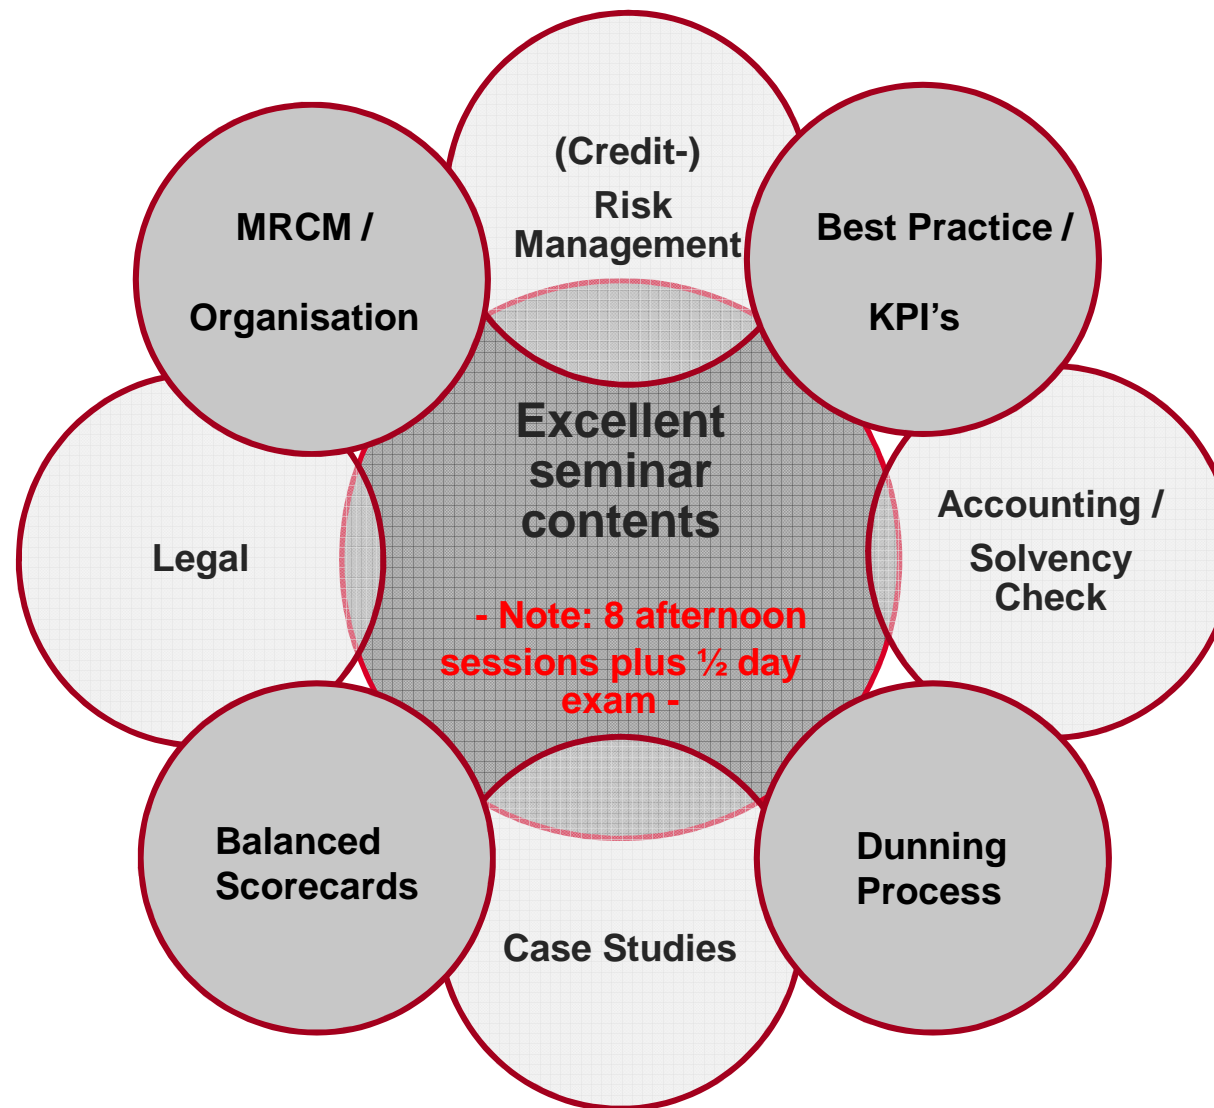 (Credit-)
Risk
Management
MRCM /
Organisation
Best Practice /
KPI’s
Excellent
seminar
contents
- Note: 8 afternoon
sessions plus ½ day
exam -
Legal
Accounting /
Solvency
Check
Balanced
Scorecards
Dunning
Process
Case Studies